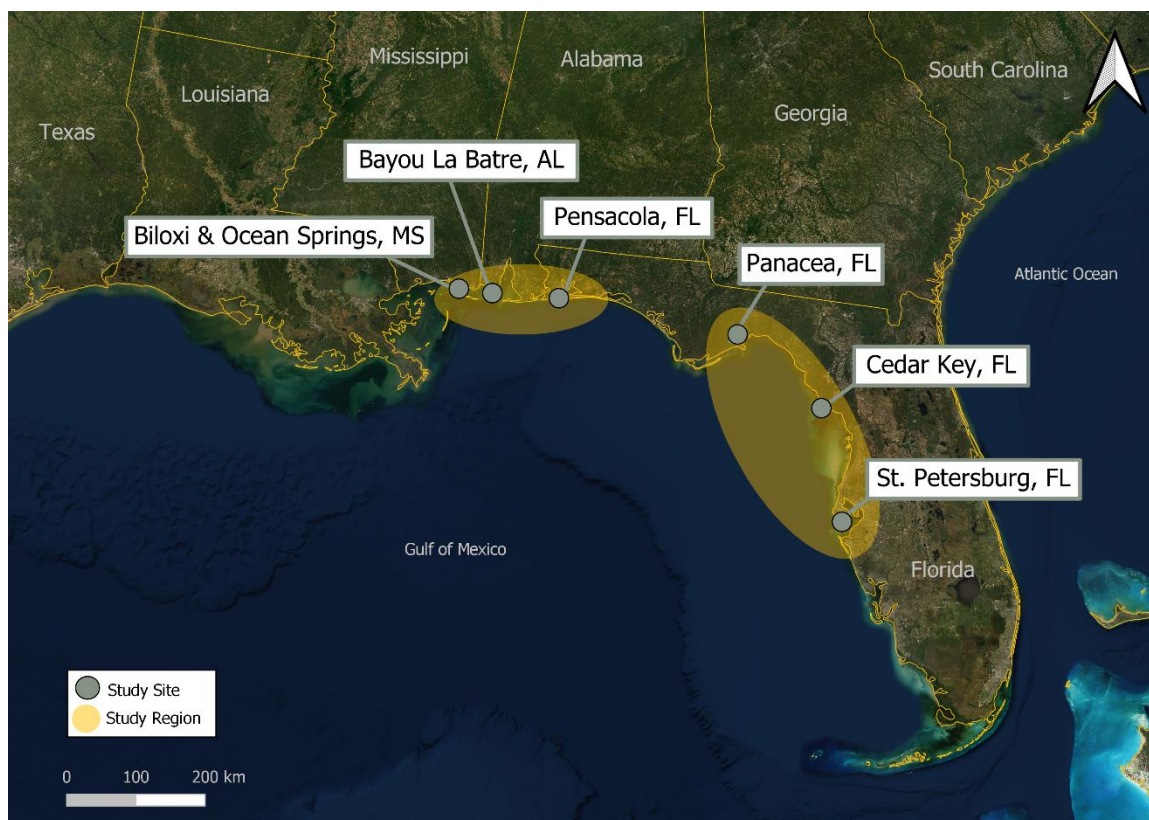 Mississippi
Alabama
South Carolina
Louisiana
Georgia
Texas
Bayou La Batre, AL
Pensacola, FL
Biloxi & Ocean Springs, MS
Panacea, FL
Atlantic Ocean
Cedar Key, FL
St. Petersburg, FL
Gulf of Mexico
Florida
Study Site
Study Region
0 100 200 km